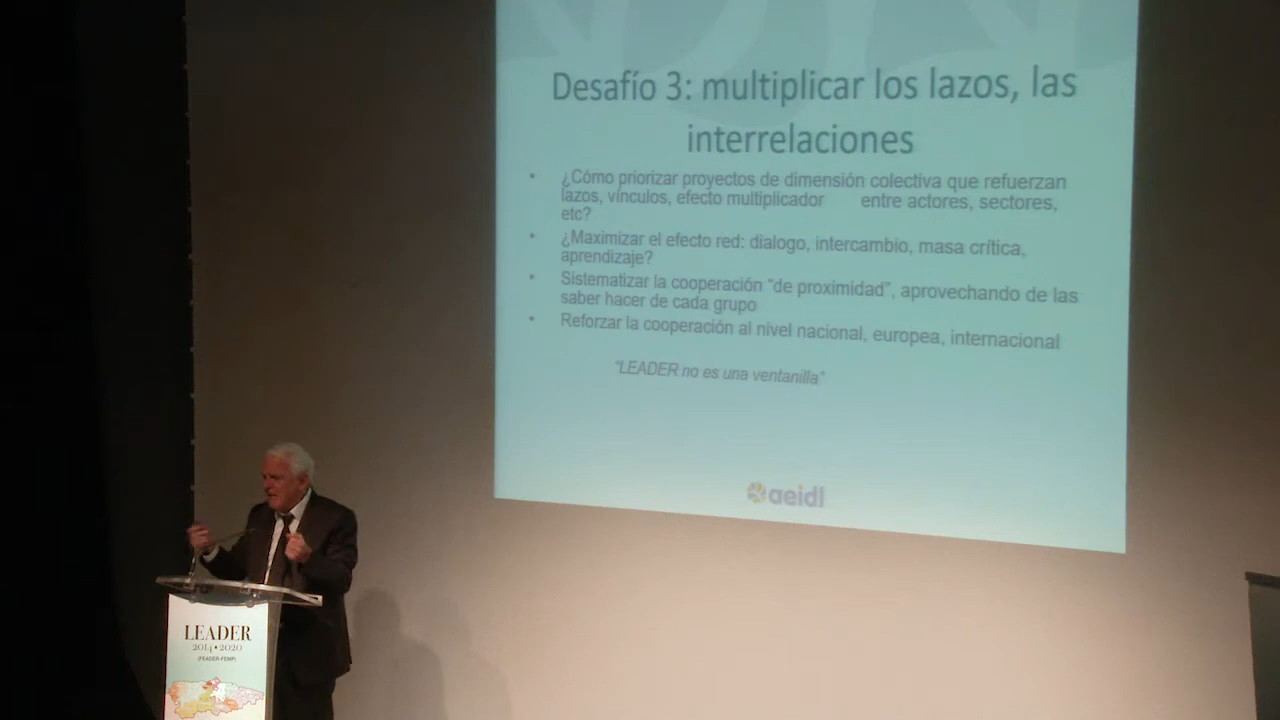 Desafío 3: multiplicar los lazos, las
interrelaciones
• ¿Cómo priorizar proyectos de dimensión colectiva que refuerzan
lazos, vínculos, efecto multiplicador entre actores, sectores,
etc?
• ¿Maximizar el efecto red: dialogo, intercambio, masa crítica,
aprendizaje?
• Sistematizar la cooperación "de proximidad", aprovechando de las
saber hacer de cada grupo
• Reforzar la cooperación al nivel nacional, europea, internacional
"LEADER no es una ventanilla"
aeidl
LEADER
2014•2020
(FEADER-FEMP)